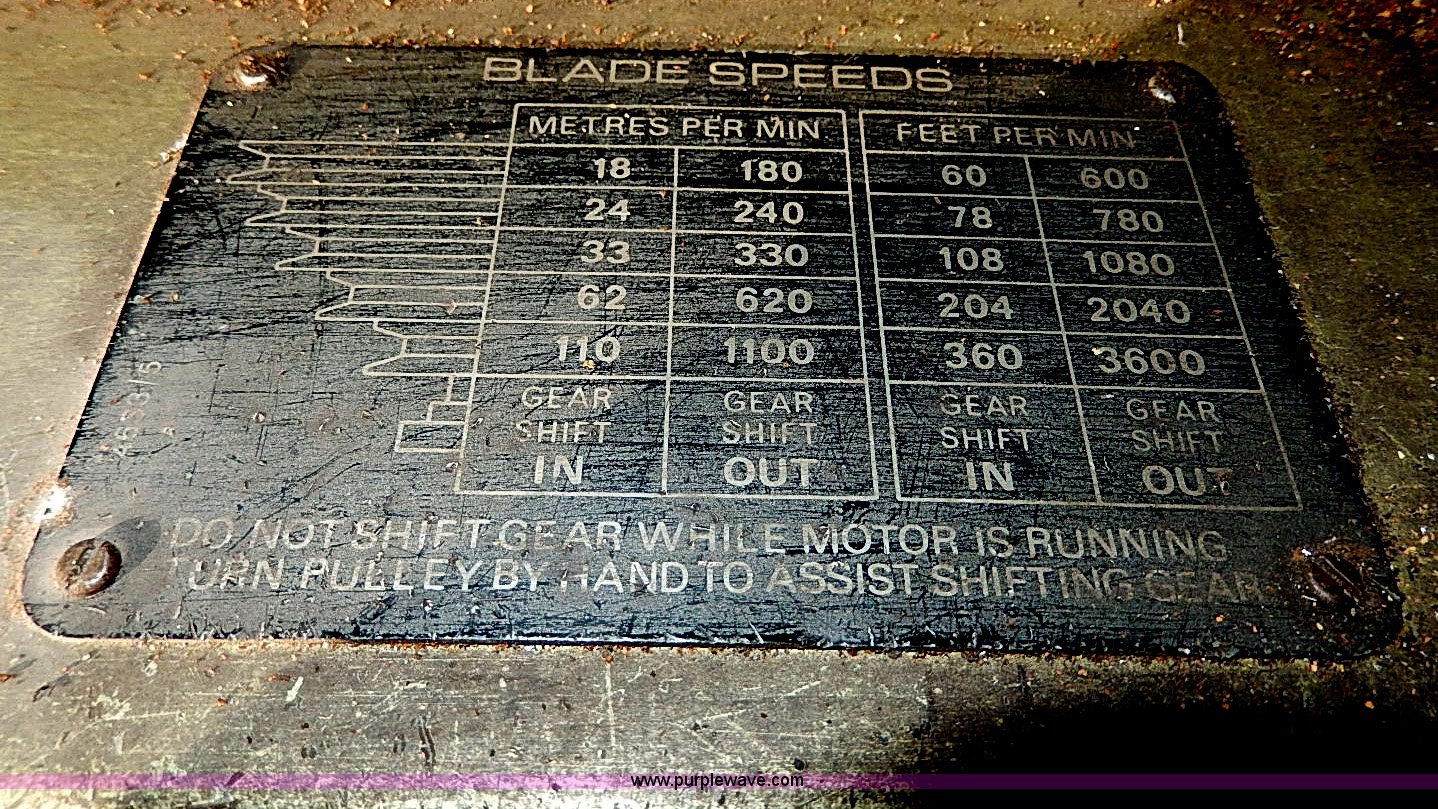 BLADE SPEEDS
METRES PER MIN FEET PER MIN
18 180 60 600
24 240 78 780
33 330 108 1080
62 620 204 2040
110 1100 360 3600
GEAR GEAR GEAR GEAR
SHIFT SHIFT SHIFT SHIFT
IN OUT IN OUT
DO NOT SHIFT GEAR WHILE MOTOR IS RUNNING
TURN PULLEY BY HAND TO ASSIST SHIFTING GEAR
www.purplewave.com